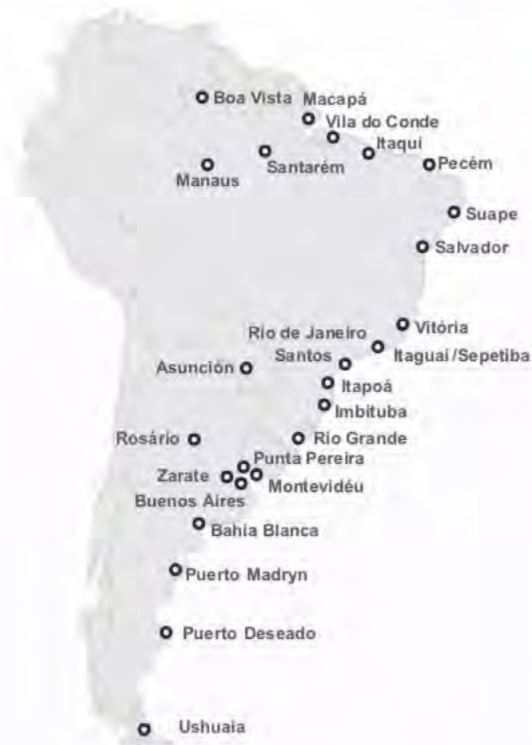 Boa Vista
Macapá
Vila do Conde
Itaqui
Santarém
Pecém
Manaus
Suape
Salvador
Vitória
Rio de Janeiro
Itaguaí/Sepetiba
Santos
Asunción
Itapoá
Imbituba
Rosário
Rio Grande
Punta Pereira
Zarate
Montevidéu
Buenos Aires
Bahia Blanca
Puerto Madryn
Puerto Deseado
Ushuaia